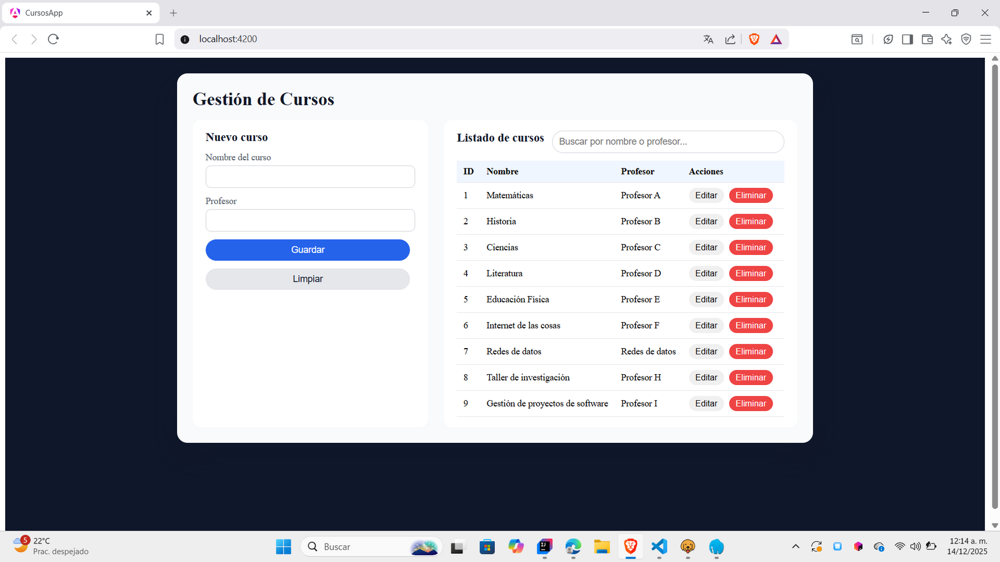 CursosApp
localhost:4200
Gestión de Cursos
Nuevo curso
Nombre del curso
Profesor
Guardar
Limpiar
Listado de cursos
Buscar por nombre o profesor...
ID Nombre Profesor Acciones
1 Matemáticas Profesor A Editar Eliminar
2 Historia Profesor B Editar Eliminar
3 Ciencias Profesor C Editar Eliminar
4 Literatura Profesor D Editar Eliminar
5 Educación Física Profesor E Editar Eliminar
6 Internet de las cosas Profesor F Editar Eliminar
7 Redes de datos Redes de datos Editar Eliminar
8 Taller de investigación Profesor H Editar Eliminar
9 Gestión de proyectos de software Profesor I Editar Eliminar
5
22°C
Prac. despejado
Buscar
IJ
12:14 a. m.
14/12/2025